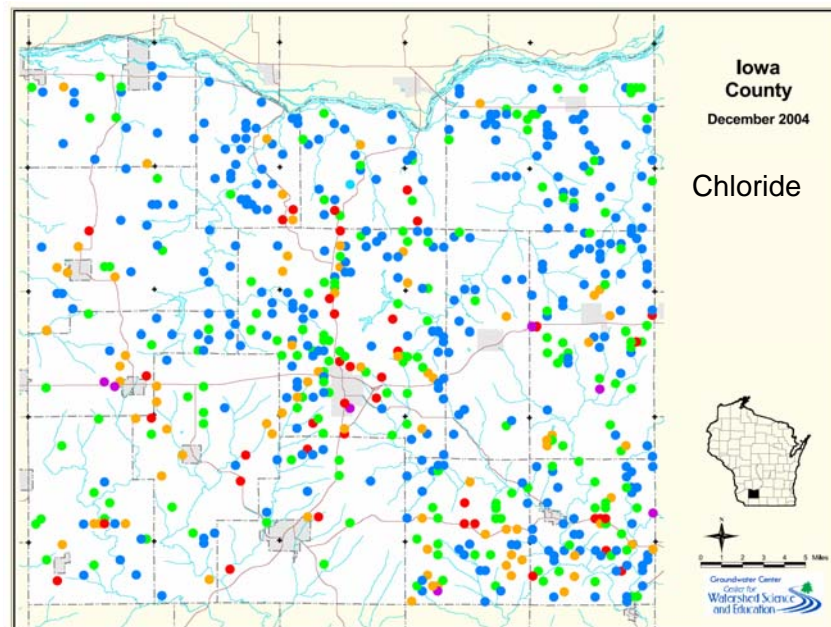 Iowa
County
December 2004
Chloride
N
0 1 2 3 4 5 Miles
Groundwater Center
Center for
Watershed Science
and Education